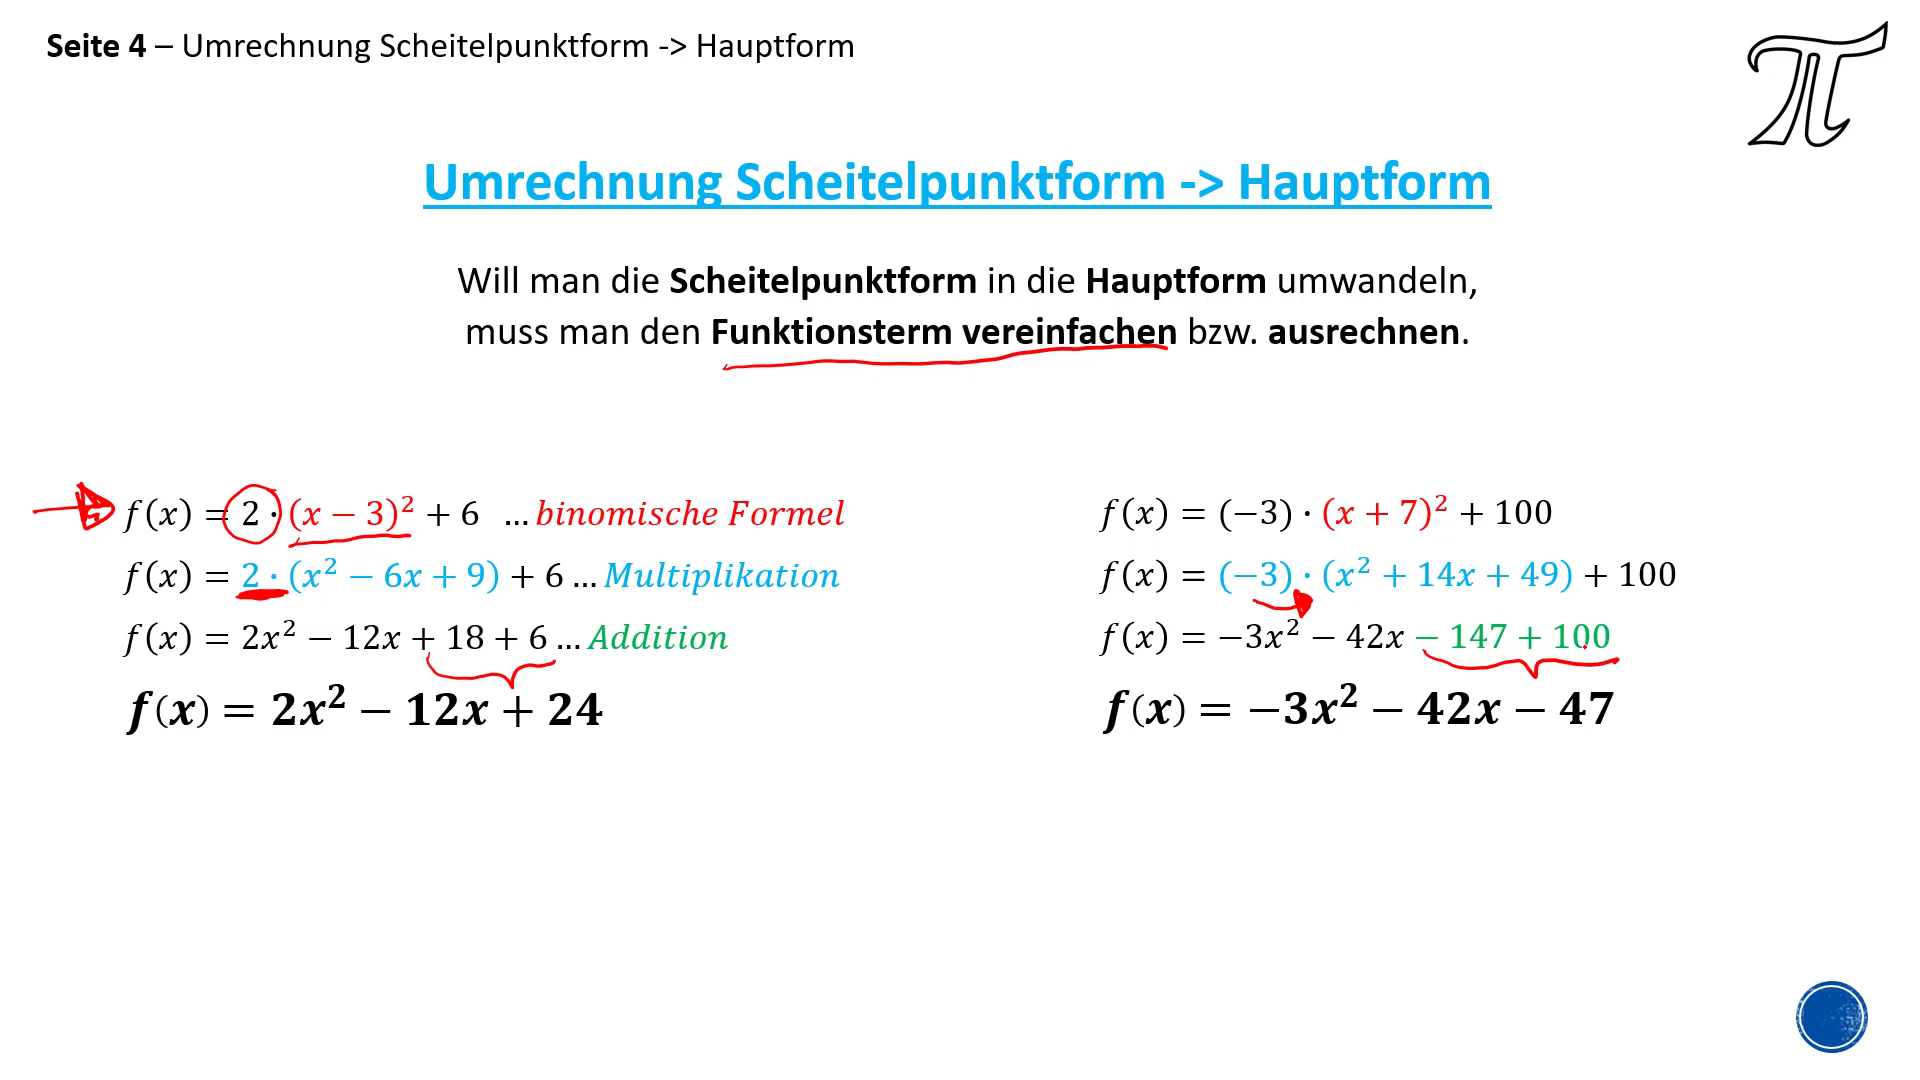 Seite 4 – Umrechnung Scheitelpunktform -> Hauptform
Umrechnung Scheitelpunktform -> Hauptform
Will man die Scheitelpunktform in die Hauptform umwandeln,
muss man den Funktionsterm vereinfachen bzw. ausrechnen.
f(x) = 2 · (x − 3)² + 6 … binomische Formel
f(x) = 2 · (x² − 6x + 9) + 6 … Multiplikation
f(x) = 2x² − 12x + 18 + 6 … Addition
f(x) = 2x² − 12x + 24
f(x) = (−3) · (x + 7)² + 100
f(x) = (−3) · (x² + 14x + 49) + 100
f(x) = −3x² − 42x − 147 + 100
f(x) = −3x² − 42x − 47